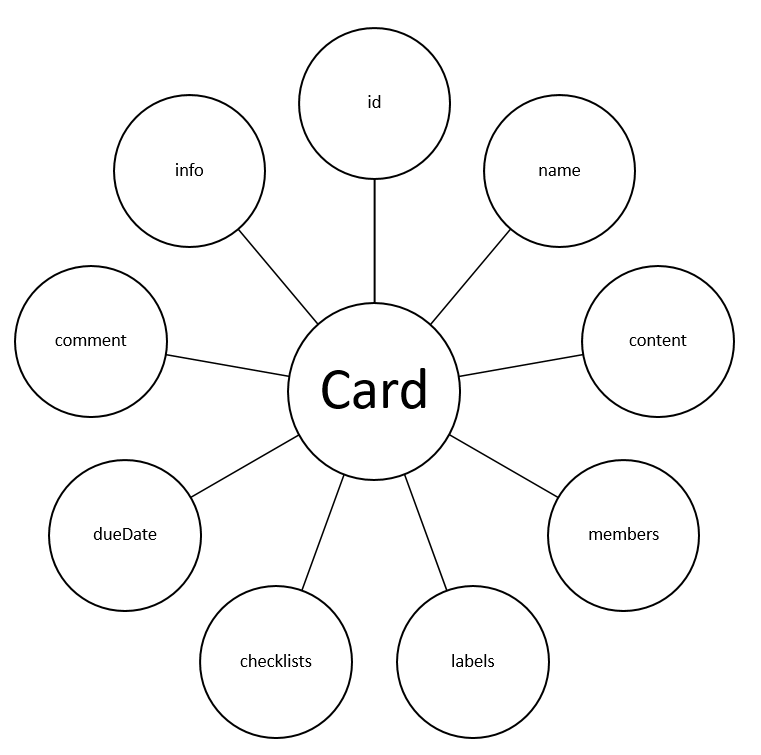 id
info
name
comment
content
Card
dueDate
members
checklists
labels